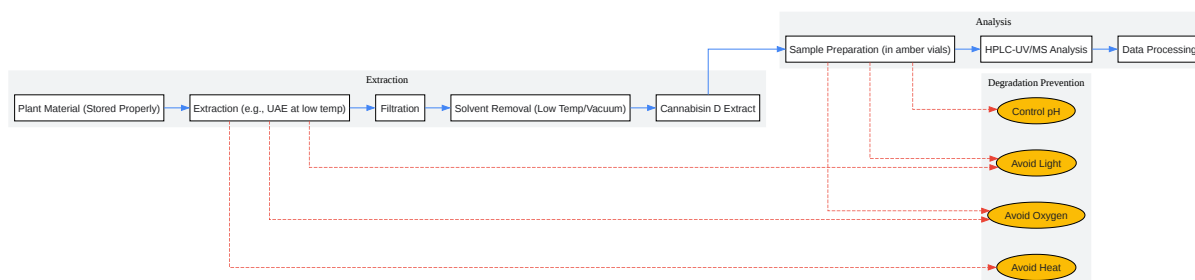 Analysis
Sample Preparation (in amber vials)
HPLC-UV/MS Analysis
Data Processing
Extraction
Plant Material (Stored Properly)
Extraction (e.g., UAE at low temp)
Filtration
Solvent Removal (Low Temp/Vacuum)
Cannabisin D Extract
Degradation Prevention
Control pH
Avoid Light
Avoid Oxygen
Avoid Heat